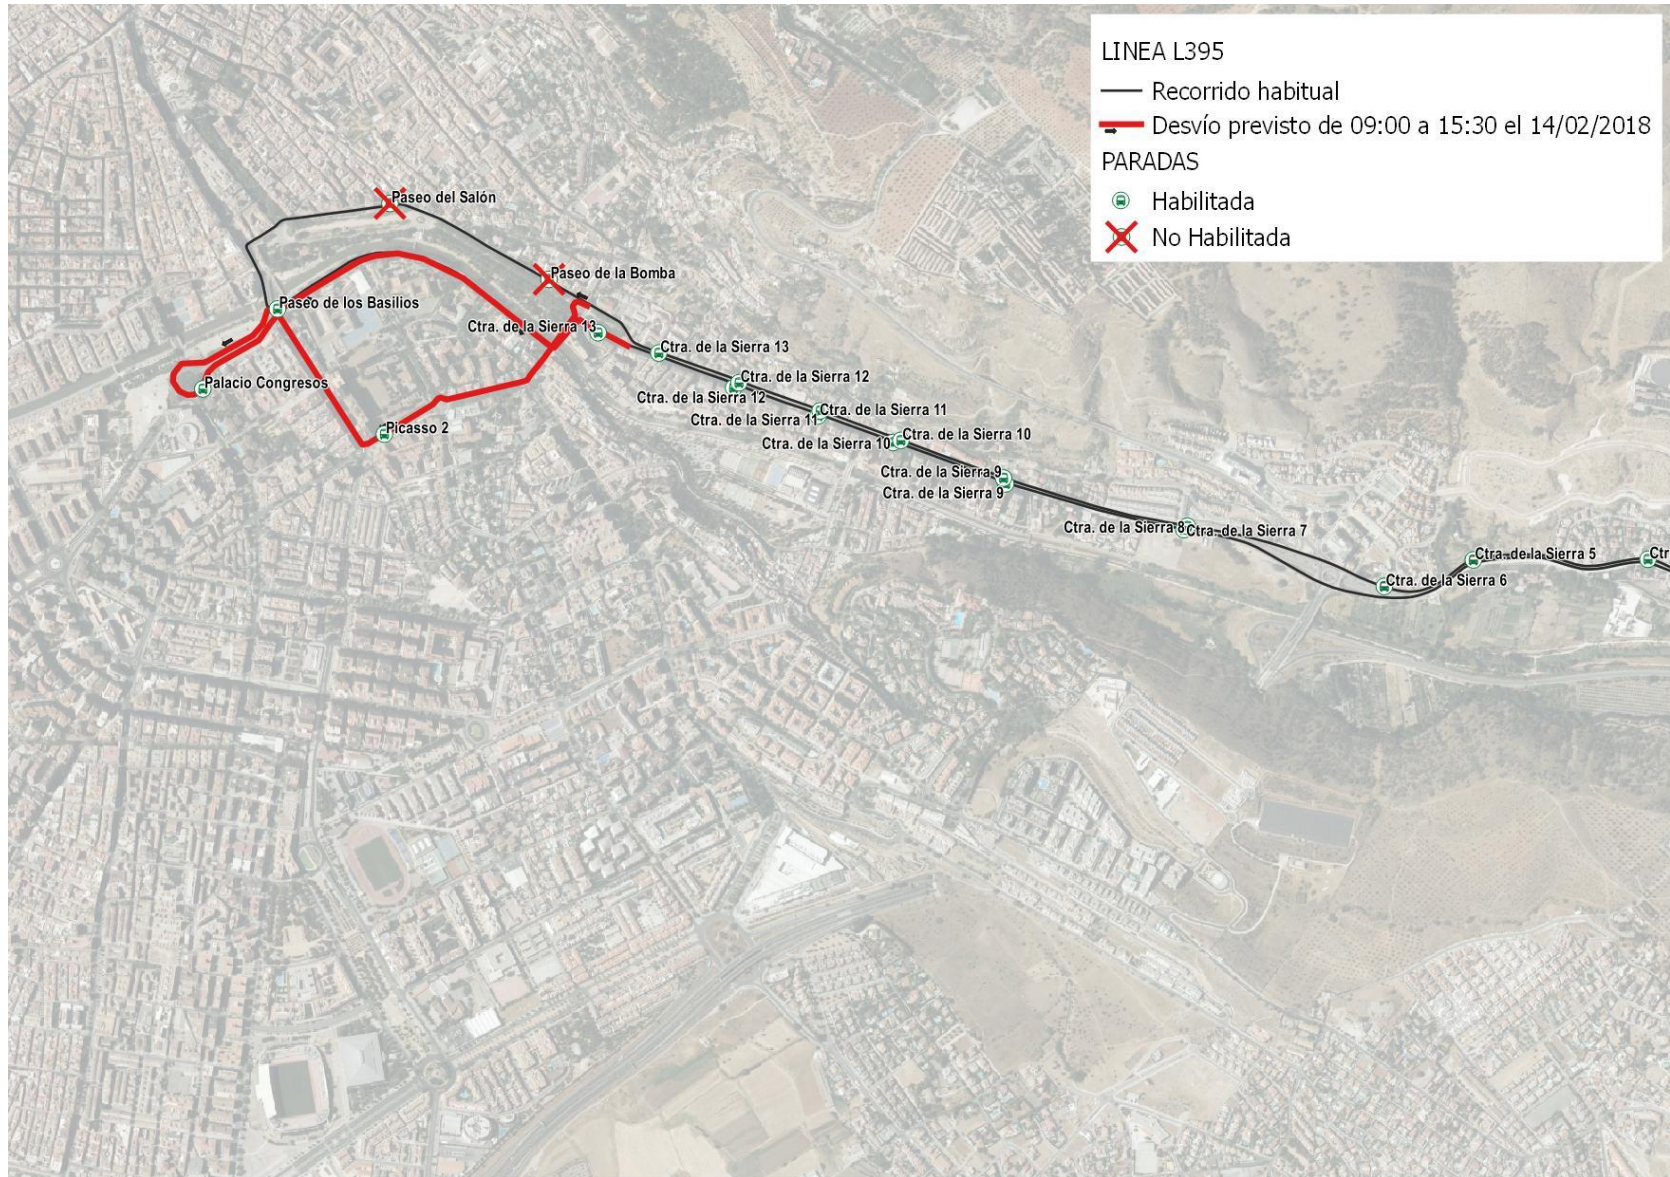 LINEA L395
Recorrido habitual
Desvío previsto de 09:00 a 15:30 el 14/02/2018
PARADAS
Habilitada
No Habilitada
Paseo del Salón
Paseo de la Bomba
Paseo de los Basilios
Ctra. de la Sierra 13
Ctra. de la Sierra 13
Palacio Congresos
Ctra. de la Sierra 12
Ctra. de la Sierra 12
Ctra. de la Sierra 11
Ctra. de la Sierra 11
Picasso 2
Ctra. de la Sierra 10
Ctra. de la Sierra 10
Ctra. de la Sierra 9
Ctra. de la Sierra 9
Ctra. de la Sierra 8
Ctra. de la Sierra 7
Ctra. de la Sierra 5
Ctr
Ctra. de la Sierra 6